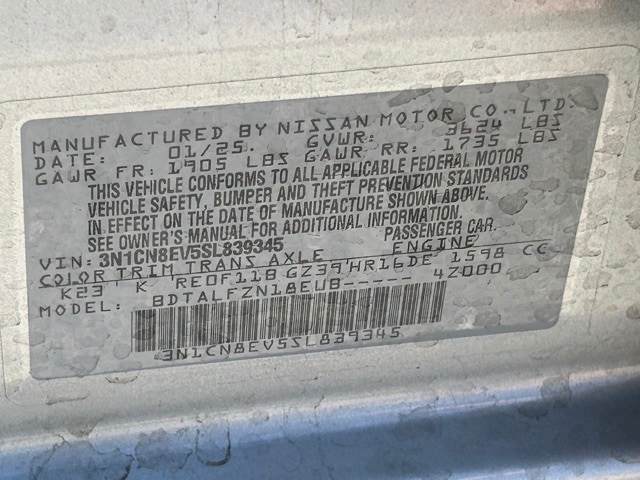 MANUFACTURED BY NISSAN MOTOR CO., LTD.
DATE: 01/25. GVWR: 3624 LBS
GAWR FR: 1905 LBS GAWR RR: 1735 LBS
THIS VEHICLE CONFORMS TO ALL APPLICABLE FEDERAL MOTOR
VEHICLE SAFETY, BUMPER AND THEFT PREVENTION STANDARDS
IN EFFECT ON THE DATE OF MANUFACTURE SHOWN ABOVE.
SEE OWNER'S MANUAL FOR ADDITIONAL INFORMATION.
VIN: 3N1CN8EV5SL839345 PASSENGER CAR.
COLOR TRIM TRANS AXLE ENGINE
K23 K RE0F11B GZ39 HR16DE 1598 CC
MODEL: BDTALFZN18EUB----- 4Z000
3N1CN8EV5SL839345